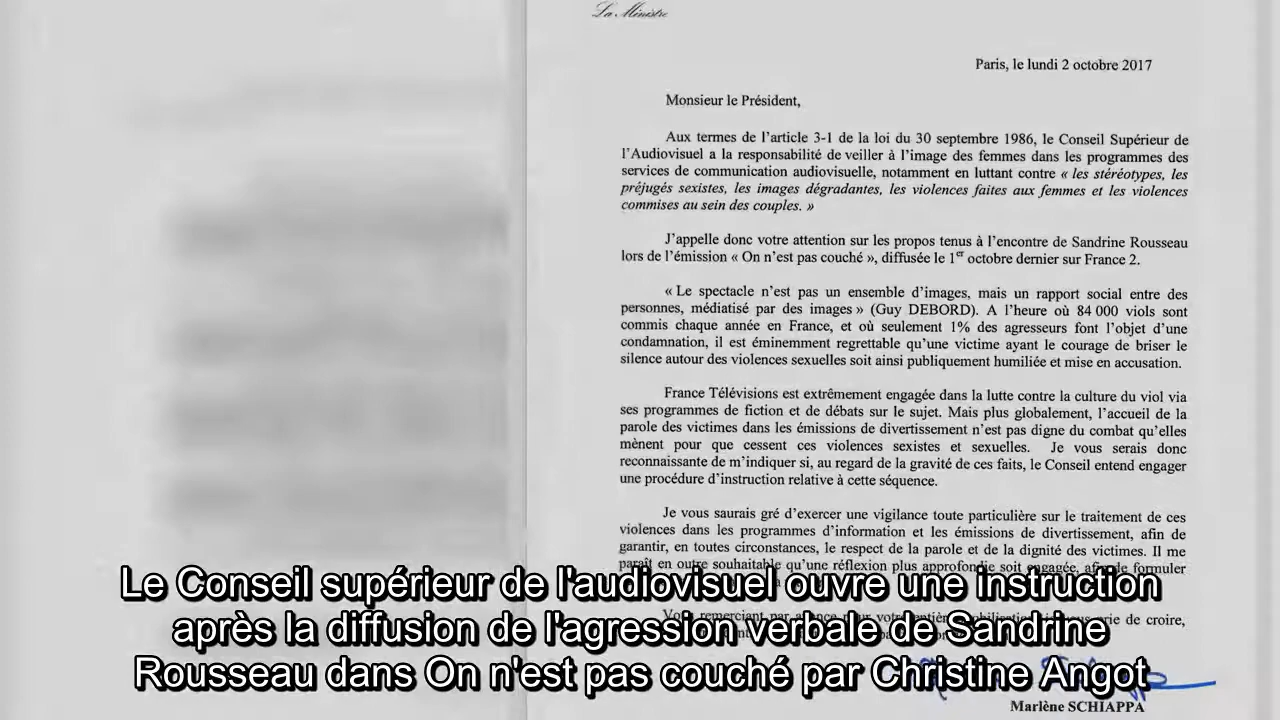 La Ministre
Paris, le lundi 2 octobre 2017
Monsieur le Président,
Aux termes de l'article 3-1 de la loi du 30 septembre 1986, le Conseil Supérieur de
l'Audiovisuel a la responsabilité de veiller à l'image des femmes dans les programmes des
services de communication audiovisuelle, notamment en luttant contre « les stéréotypes, les
préjugés sexistes, les images dégradantes, les violences faites aux femmes et les violences
commises au sein des couples. »
J'appelle donc votre attention sur les propos tenus à l'encontre de Sandrine Rousseau
lors de l'émission « On n'est pas couché », diffusée le 1er octobre dernier sur France 2.
« Le spectacle n'est pas un ensemble d'images, mais un rapport social entre des
personnes, médiatisé par des images » (Guy DEBORD). A l'heure où 84 000 viols sont
commis chaque année en France, et où seulement 1% des agresseurs font l'objet d'une
condamnation, il est éminemment regrettable qu'une victime ayant le courage de briser le
silence autour des violences sexuelles soit ainsi publiquement humiliée et mise en accusation.
France Télévisions est extrêmement engagée dans la lutte contre la culture du viol via
ses programmes de fiction et de débats sur le sujet. Mais plus globalement, l'accueil de la
parole des victimes dans les émissions de divertissement n'est pas digne du combat qu'elles
mènent pour que cessent ces violences sexistes et sexuelles. Je vous serais donc
reconnaissante de m'indiquer si, au regard de la gravité de ces faits, le Conseil entend engager
une procédure d'instruction relative à cette séquence.
Je vous saurais gré d'exercer une vigilance toute particulière sur le traitement de ces
violences dans les programmes d'information et les émissions de divertissement, afin de
garantir, en toutes circonstances, le respect de la parole et de la dignité des victimes. Il me
paraît en outre souhaitable qu'une réflexion plus approfondie soit engagée, afin de formuler
Le Conseil supérieur de l'audiovisuel ouvre une instruction
après la diffusion de l'agression verbale de Sandrine
Rousseau dans On n'est pas couché par Christine Angot
Marlène SCHIAPPA